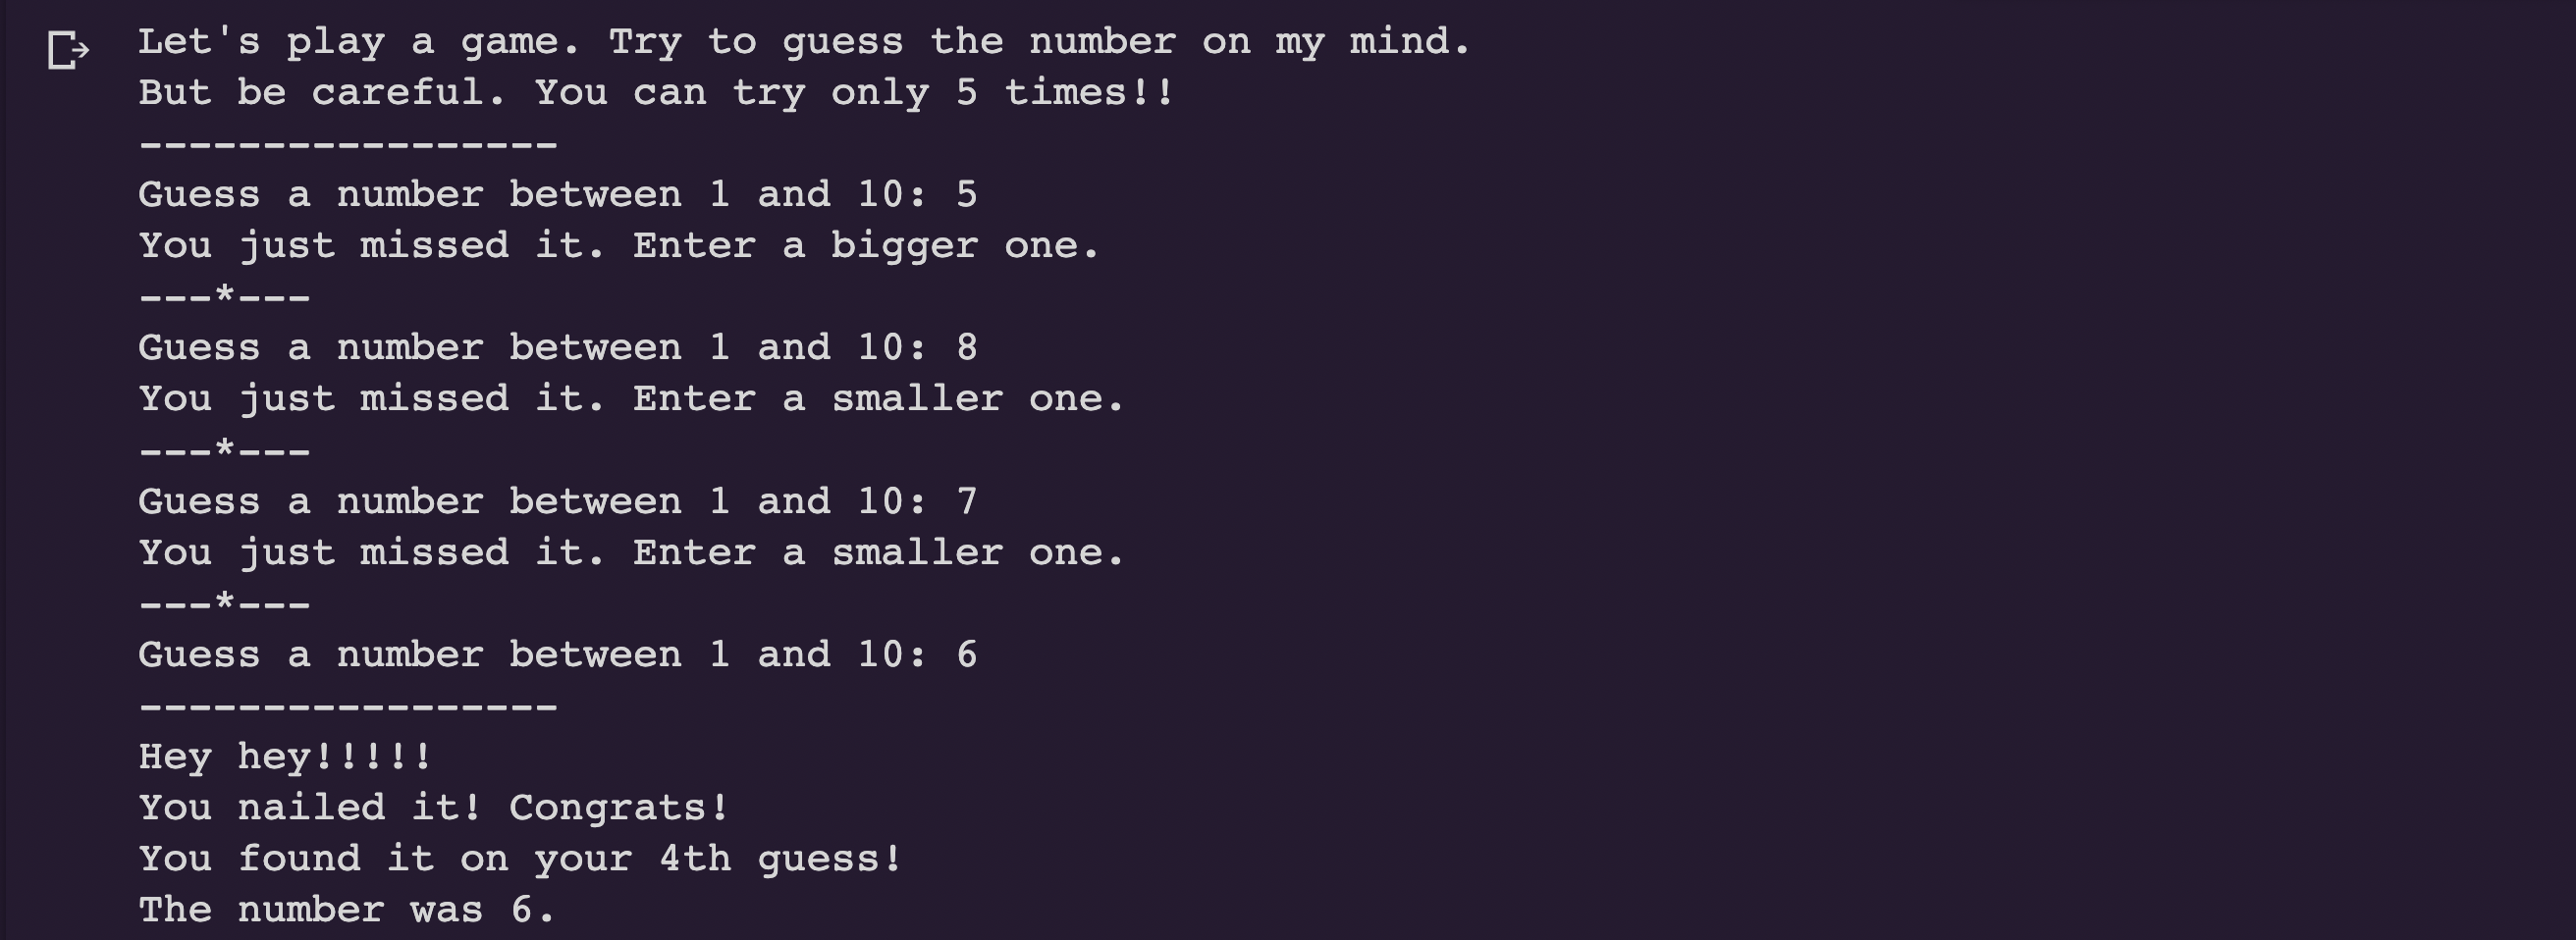 Let's play a game. Try to guess the number on my mind.
But be careful. You can try only 5 times!!
-----------------
Guess a number between 1 and 10: 5
You just missed it. Enter a bigger one.
---*---
Guess a number between 1 and 10: 8
You just missed it. Enter a smaller one.
---*---
Guess a number between 1 and 10: 7
You just missed it. Enter a smaller one.
---*---
Guess a number between 1 and 10: 6
-----------------
Hey hey!!!!!
You nailed it! Congrats!
You found it on your 4th guess!
The number was 6.